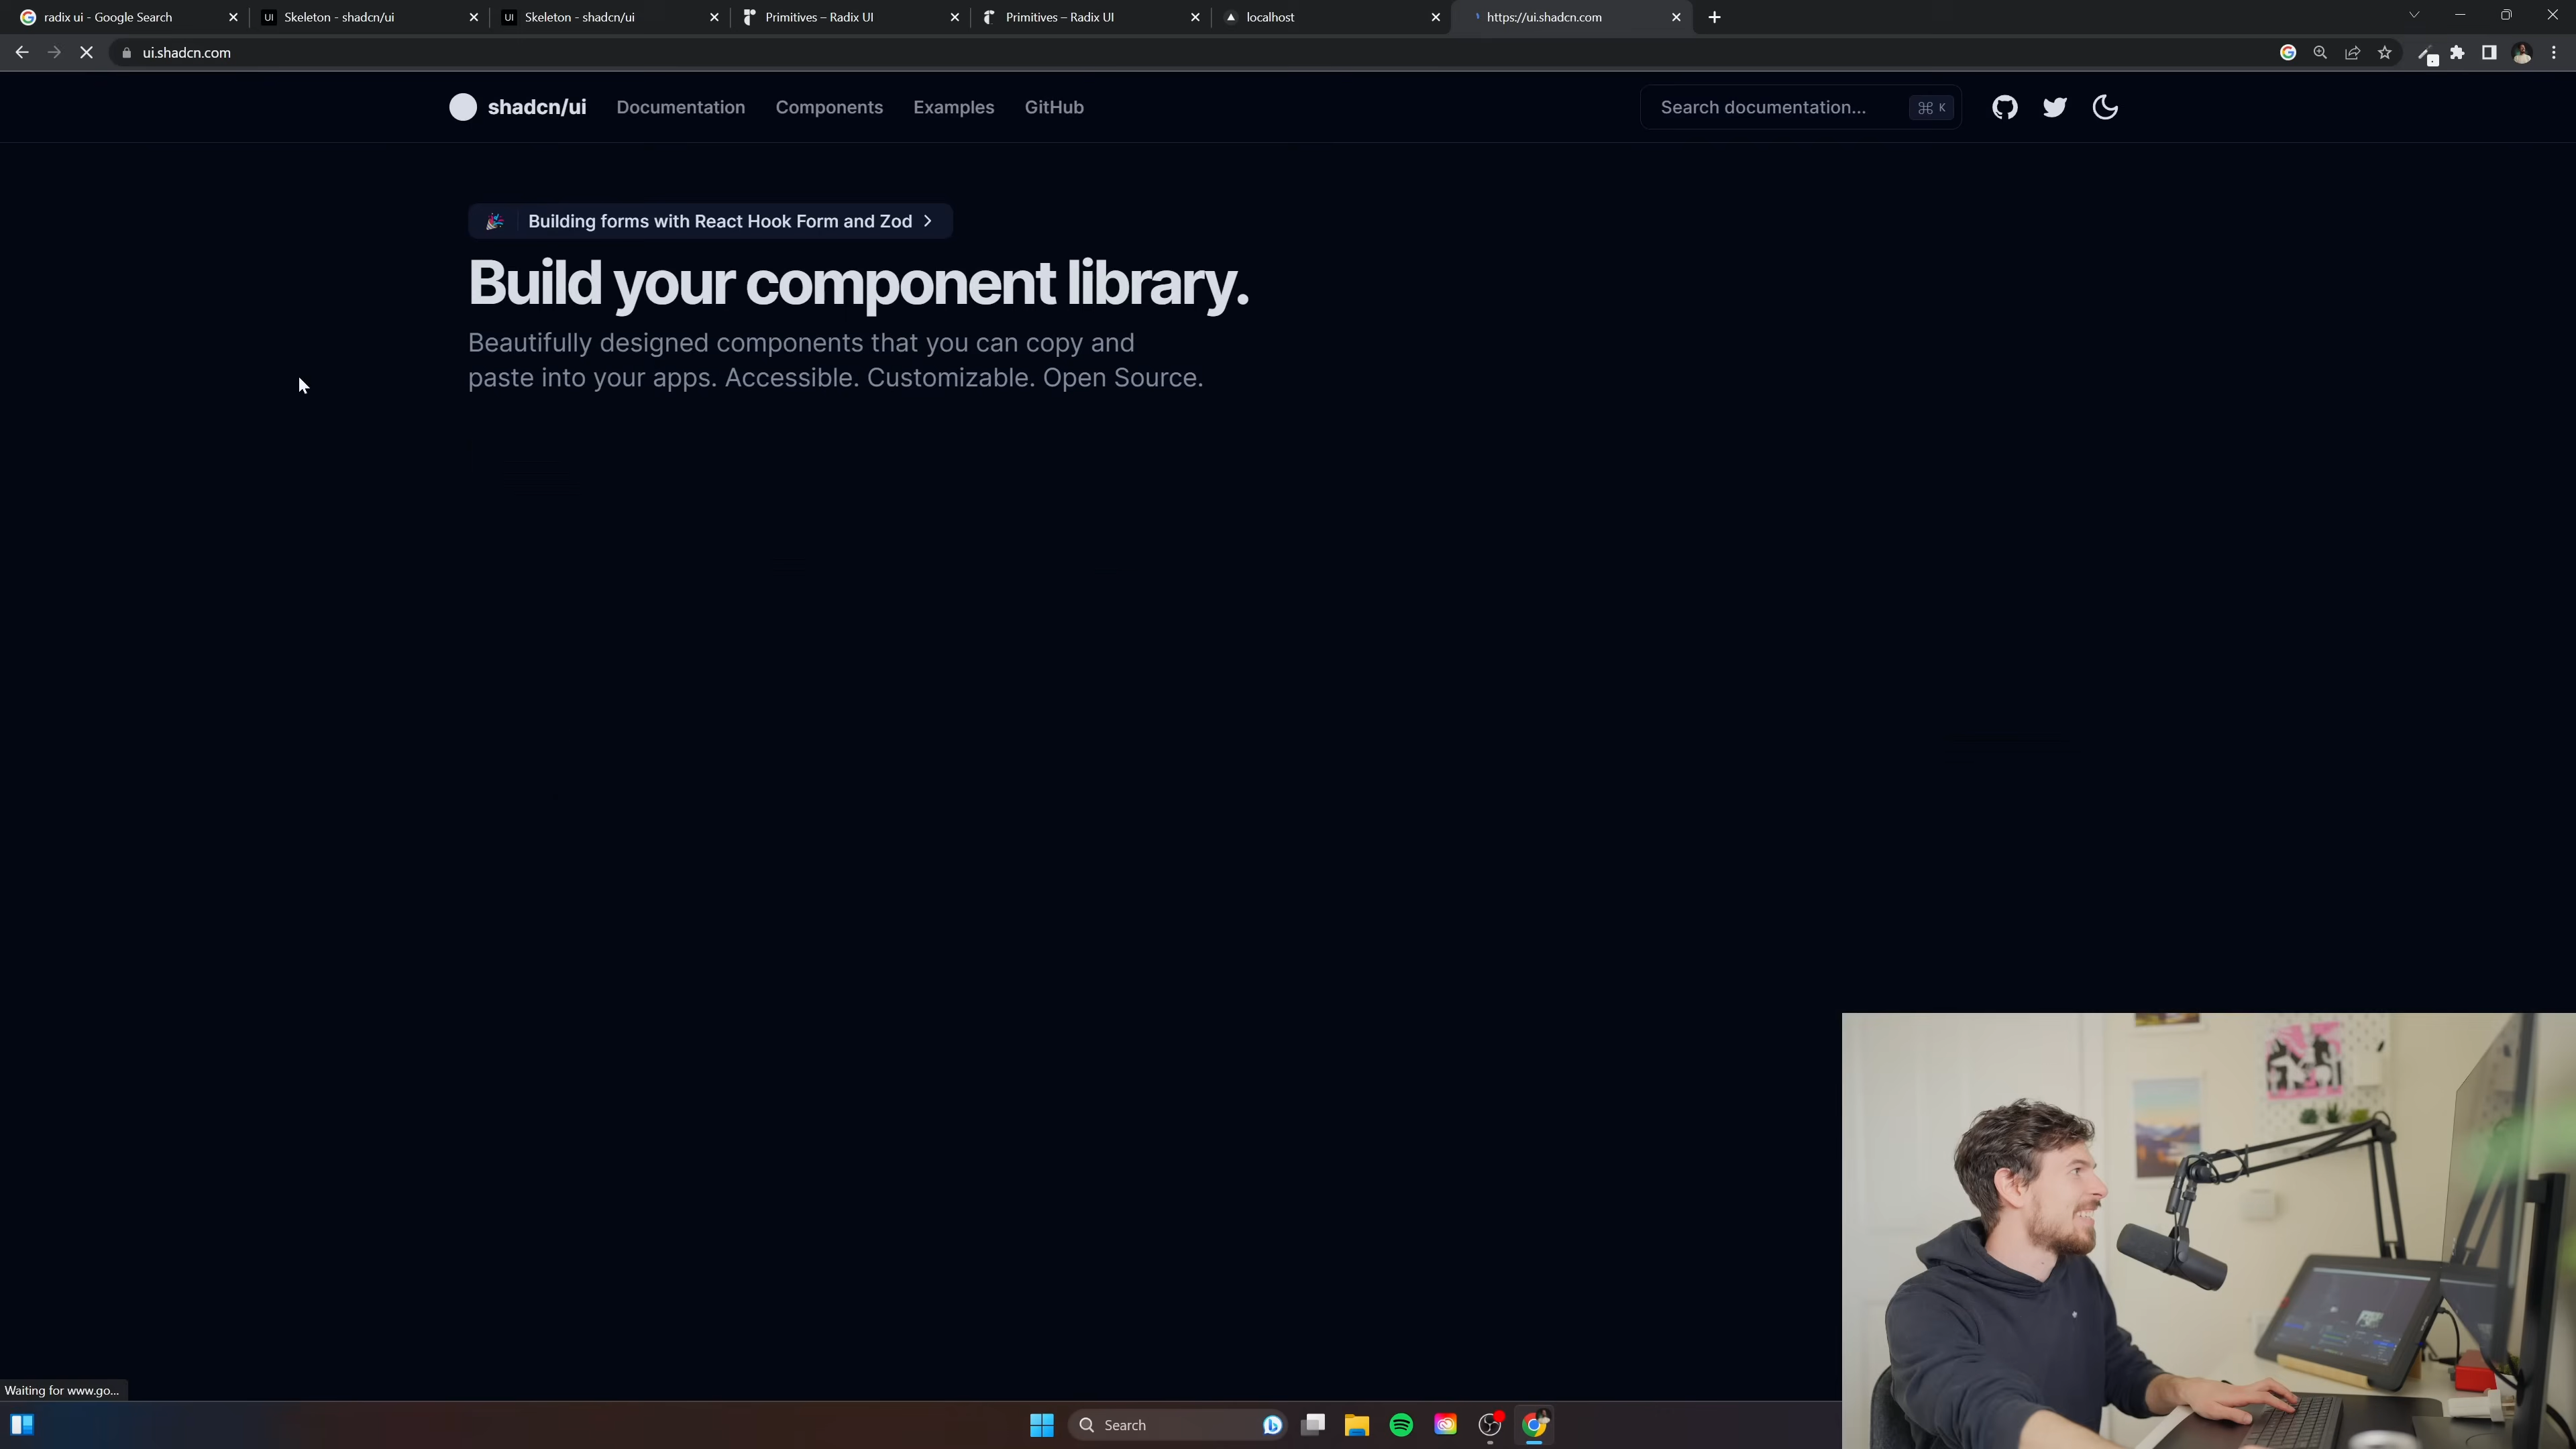 radix ui - Google Search
UI Skeleton - shadcn/ui
UI Skeleton - shadcn/ui
Primitives – Radix UI
Primitives – Radix UI
localhost
https://ui.shadcn.com
ui.shadcn.com
shadcn/ui Documentation Components Examples GitHub Search documentation... ⌘ K
Building forms with React Hook Form and Zod
Build your component library.
Beautifully designed components that you can copy and
paste into your apps. Accessible. Customizable. Open Source.
Waiting for www.go...
Search